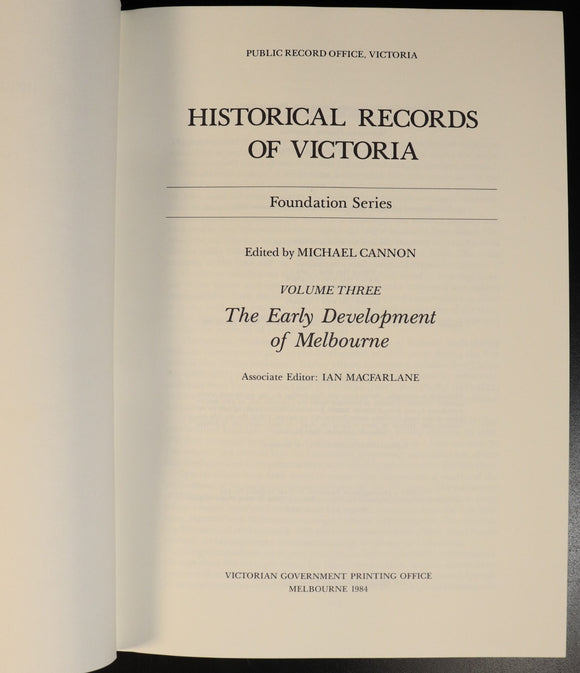 PUBLIC RECORD OFFICE, VICTORIA
HISTORICAL RECORDS
OF VICTORIA
Foundation Series
Edited by MICHAEL CANNON
VOLUME THREE
The Early Development
of Melbourne
Associate Editor: IAN MACFARLANE
VICTORIAN GOVERNMENT PRINTING OFFICE
MELBOURNE 1984